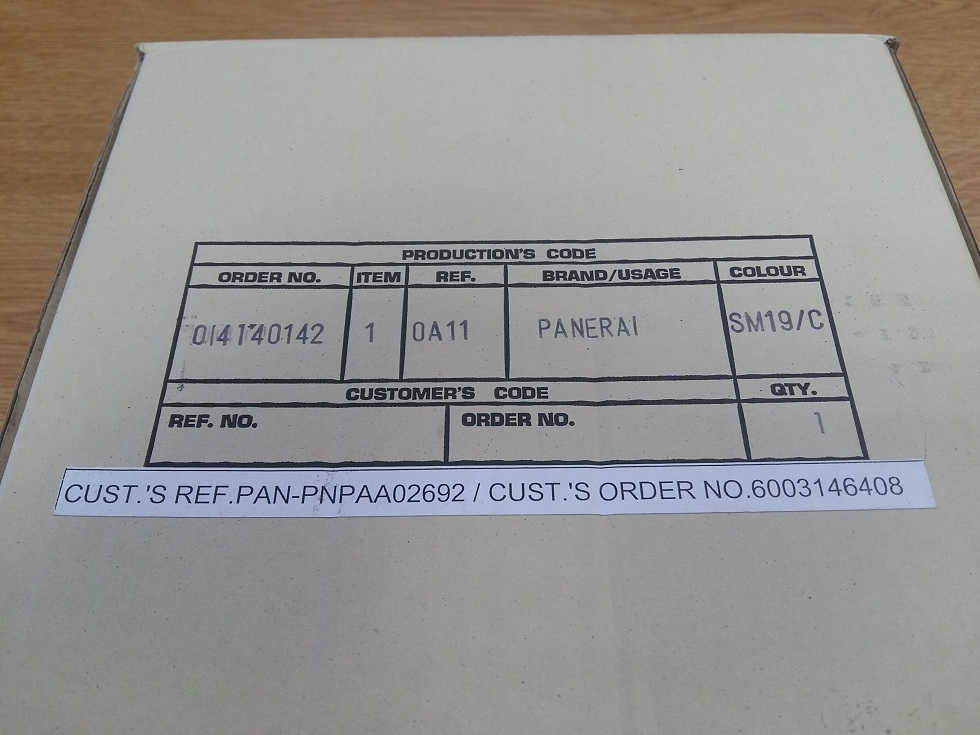 PRODUCTION'S CODE
ORDER NO. ITEM REF. BRAND/USAGE COLOUR
014140142 1 0A11 PANERAI SM19/C
CUSTOMER'S CODE QTY.
REF. NO. ORDER NO. 1
CUST.'S REF.PAN-PNPAA02692 / CUST.'S ORDER NO.6003146408